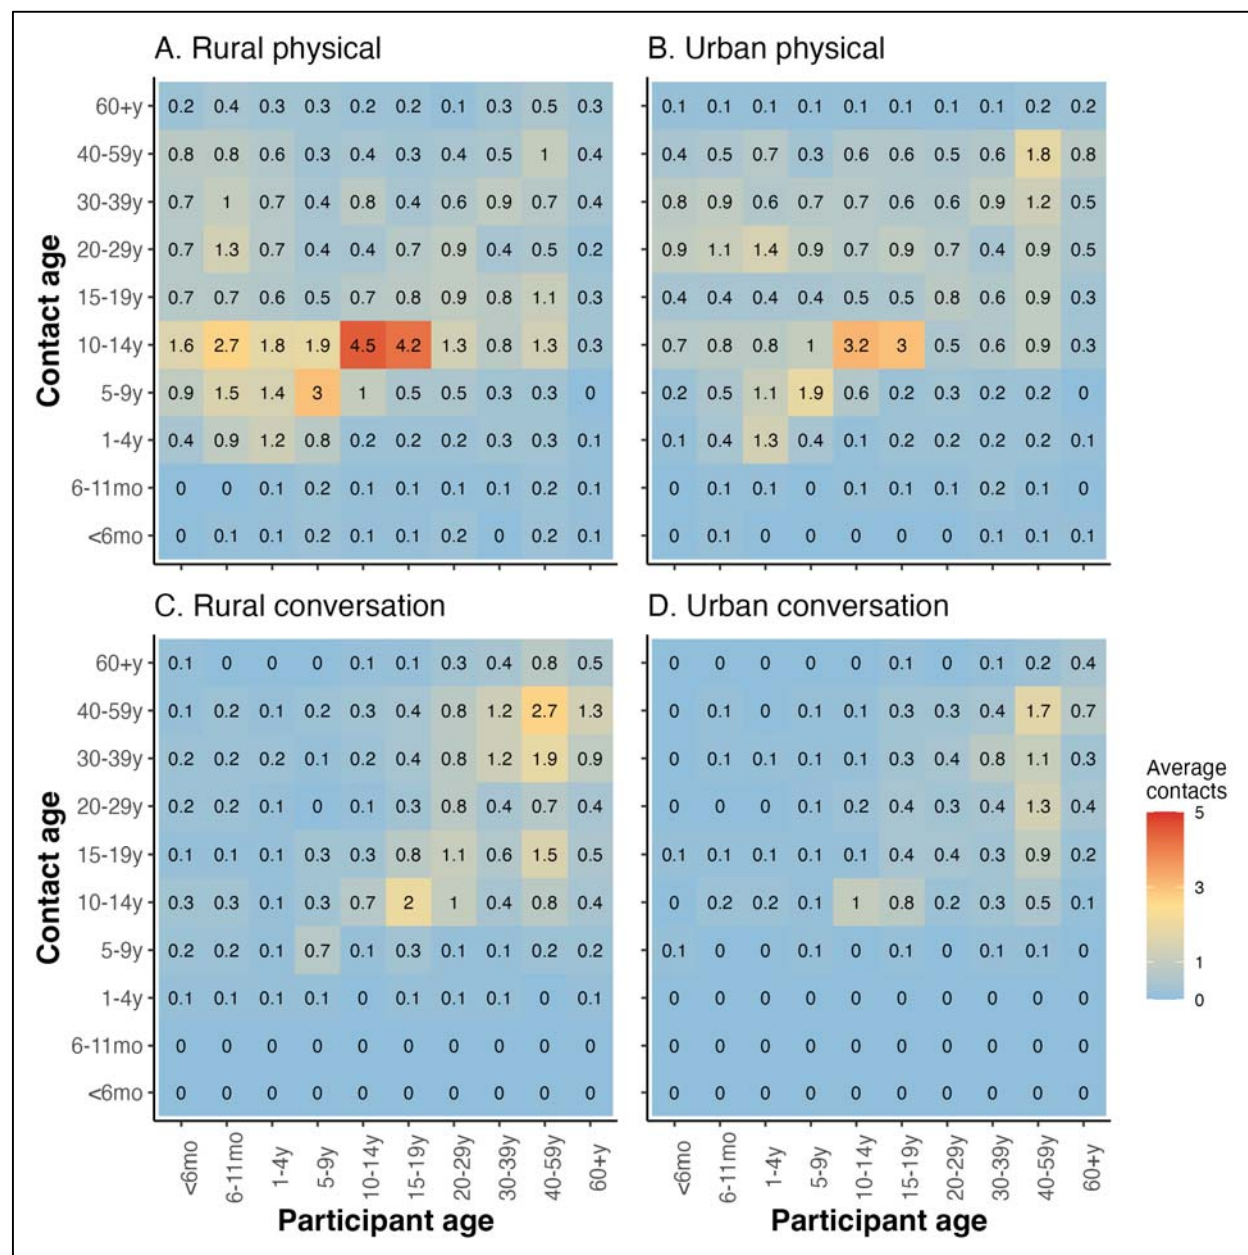 A. Rural physical
60+y 0.2 0.4 0.3 0.3 0.2 0.2 0.1 0.3 0.5 0.3
40-59y 0.8 0.8 0.6 0.3 0.4 0.3 0.4 0.5 1 0.4
30-39y 0.7 1 0.7 0.4 0.8 0.4 0.6 0.9 0.7 0.4
20-29y 0.7 1.3 0.7 0.4 0.4 0.7 0.9 0.4 0.5 0.2
15-19y 0.7 0.7 0.6 0.5 0.7 0.8 0.9 0.8 1.1 0.3
10-14y 1.6 2.7 1.8 1.9 4.5 4.2 1.3 0.8 1.3 0.3
5-9y 0.9 1.5 1.4 3 1 0.5 0.5 0.3 0.3 0
1-4y 0.4 0.9 1.2 0.8 0.2 0.2 0.2 0.3 0.3 0.1
6-11mo 0 0 0.1 0.2 0.1 0.1 0.1 0.1 0.2 0.1
<6mo 0 0.1 0.1 0.2 0.1 0.1 0.2 0 0.2 0.1
Contact age
B. Urban physical
0.1 0.1 0.1 0.1 0.1 0.1 0.1 0.1 0.2 0.2
0.4 0.5 0.7 0.3 0.6 0.6 0.5 0.6 1.8 0.8
0.8 0.9 0.6 0.7 0.7 0.6 0.6 0.9 1.2 0.5
0.9 1.1 1.4 0.9 0.7 0.9 0.7 0.4 0.9 0.5
0.4 0.4 0.4 0.4 0.5 0.5 0.8 0.6 0.9 0.3
0.7 0.8 0.8 1 3.2 3 0.5 0.6 0.9 0.3
0.2 0.5 1.1 1.9 0.6 0.2 0.3 0.2 0.2 0
0.1 0.4 1.3 0.4 0.1 0.2 0.2 0.2 0.2 0.1
0 0.1 0.1 0 0.1 0.1 0.1 0.2 0.1 0
0 0.1 0 0 0 0 0 0.1 0.1 0.1
C. Rural conversation
60+y 0.1 0 0 0 0.1 0.1 0.3 0.4 0.8 0.5
40-59y 0.1 0.2 0.1 0.2 0.3 0.4 0.8 1.2 2.7 1.3
30-39y 0.2 0.2 0.2 0.1 0.2 0.4 0.8 1.2 1.9 0.9
20-29y 0.2 0.2 0.1 0 0.1 0.3 0.8 0.4 0.7 0.4
15-19y 0.1 0.1 0.1 0.3 0.3 0.8 1.1 0.6 1.5 0.5
10-14y 0.3 0.3 0.1 0.3 0.7 2 1 0.4 0.8 0.4
5-9y 0.2 0.2 0.1 0.7 0.1 0.3 0.1 0.1 0.2 0.2
1-4y 0.1 0.1 0.1 0.1 0 0.1 0.1 0.1 0 0.1
6-11mo 0 0 0 0 0 0 0 0 0 0
<6mo 0 0 0 0 0 0 0 0 0 0
Contact age
<6mo 6-11mo 1-4y 5-9y 10-14y 15-19y 20-29y 30-39y 40-59y 60+y
Participant age
D. Urban conversation
0 0 0 0 0 0.1 0 0.1 0.2 0.4
0 0.1 0 0.1 0.1 0.3 0.3 0.4 1.7 0.7
0 0.1 0.1 0.1 0.1 0.3 0.4 0.8 1.1 0.3
0 0 0 0.1 0.2 0.4 0.3 0.4 1.3 0.4
0.1 0.1 0.1 0.1 0.1 0.4 0.4 0.3 0.9 0.2
0 0.2 0.2 0.1 1 0.8 0.2 0.3 0.5 0.1
0.1 0 0 0.1 0 0.1 0 0.1 0.1 0
0 0 0 0 0 0 0 0 0 0
0 0 0 0 0 0 0 0 0 0
0 0 0 0 0 0 0 0 0 0
<6mo 6-11mo 1-4y 5-9y 10-14y 15-19y 20-29y 30-39y 40-59y 60+y
Participant age
Average
contacts
5
3
1
0